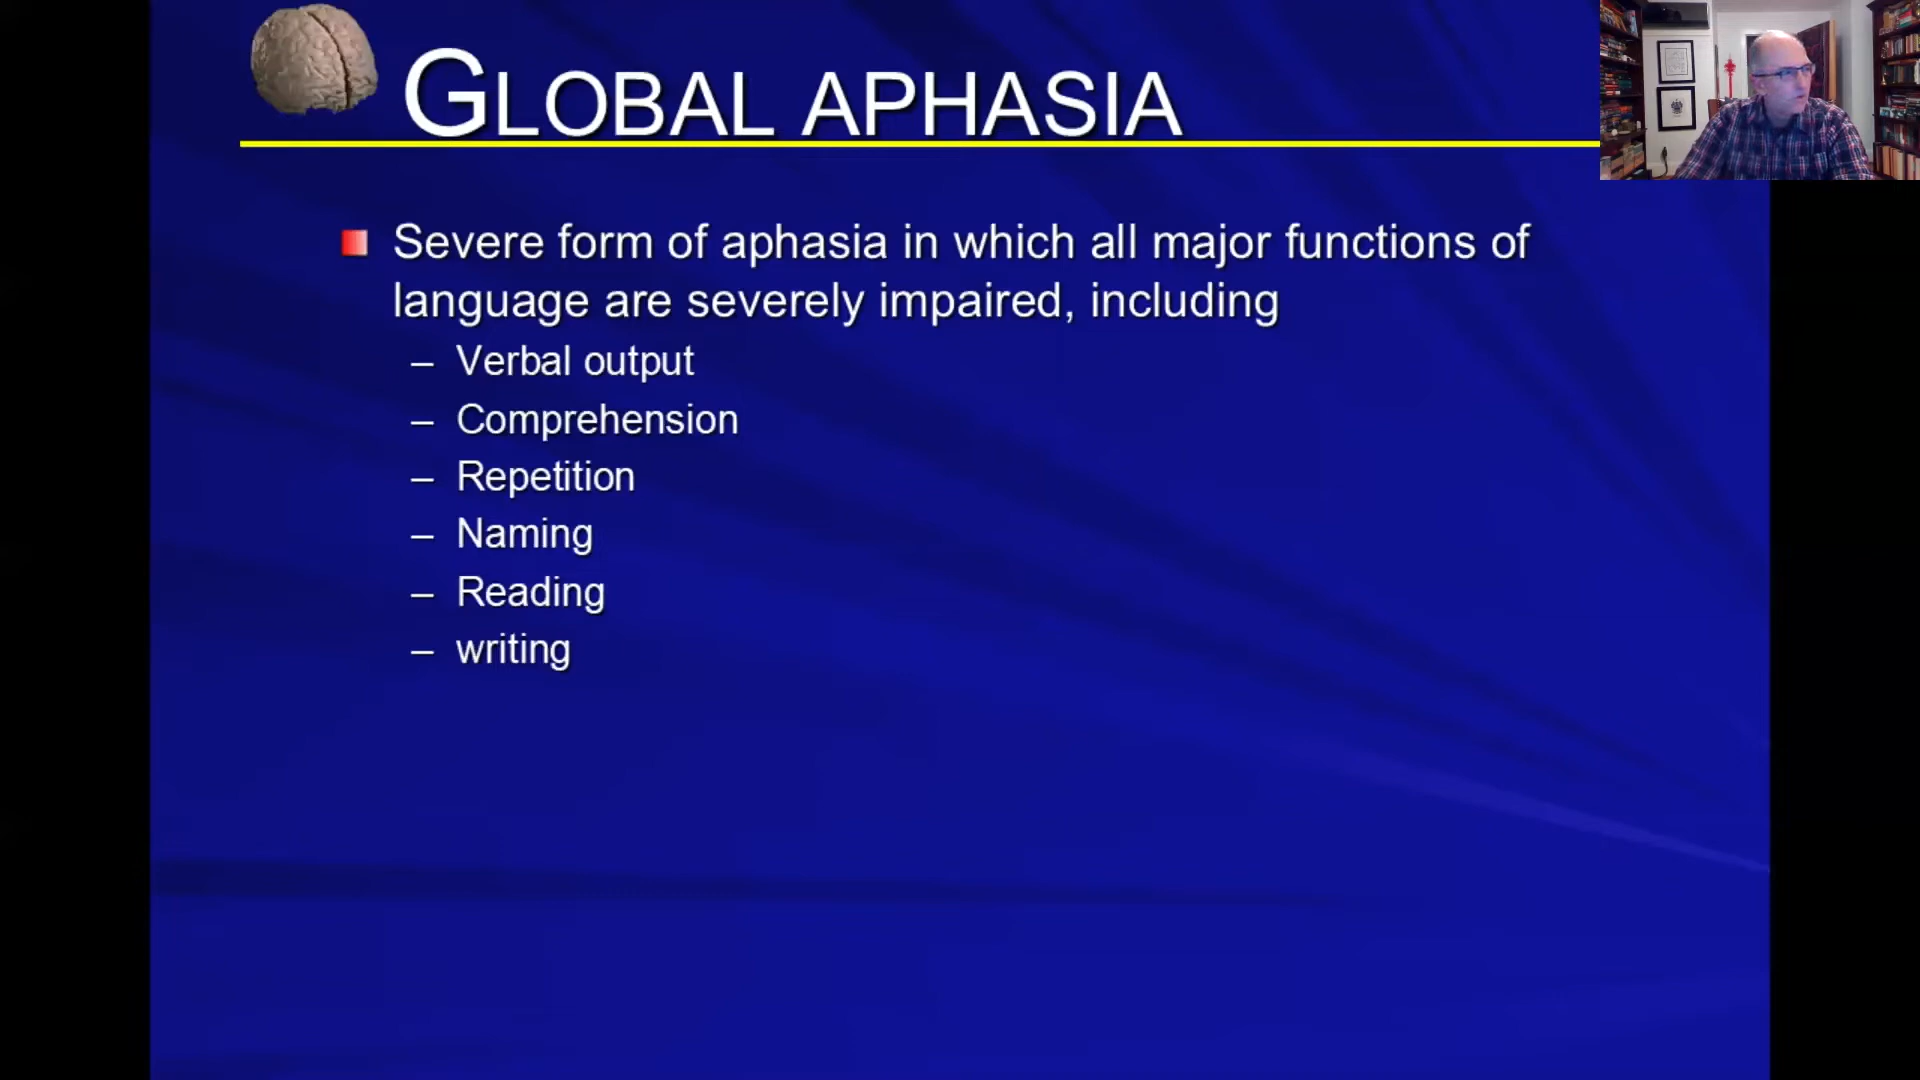 GLOBAL APHASIA
Severe form of aphasia in which all major functions of
language are severely impaired, including
– Verbal output
– Comprehension
– Repetition
– Naming
– Reading
– writing